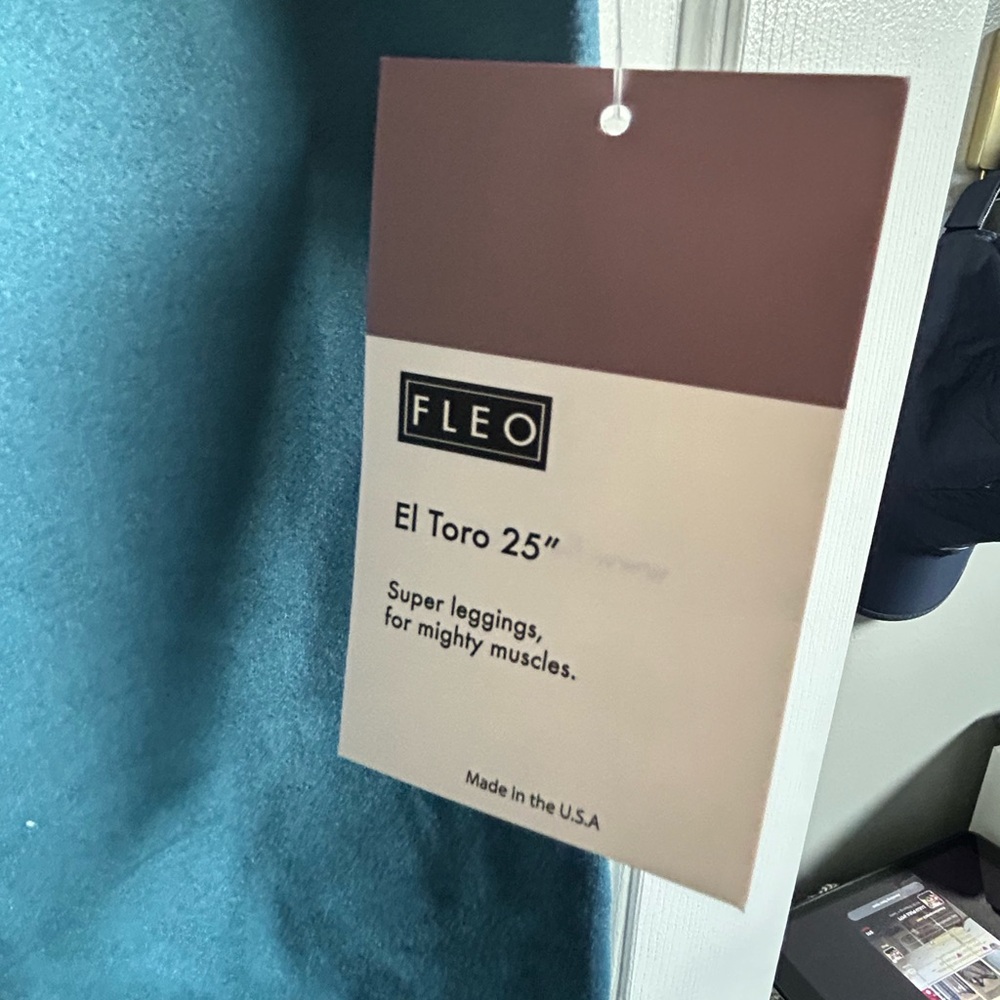 FLEO
El Toro 25″
Super leggings,
for mighty muscles.
Made in the U.S.A